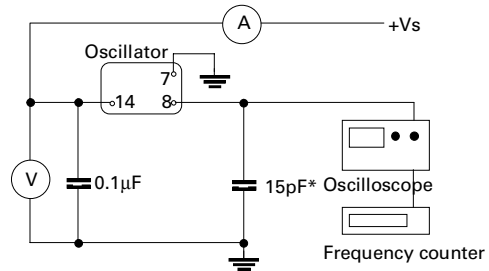 A
+Vs
Oscillator
7
14
8
V
0.1μF
15pF*
Oscilloscope
Frequency counter